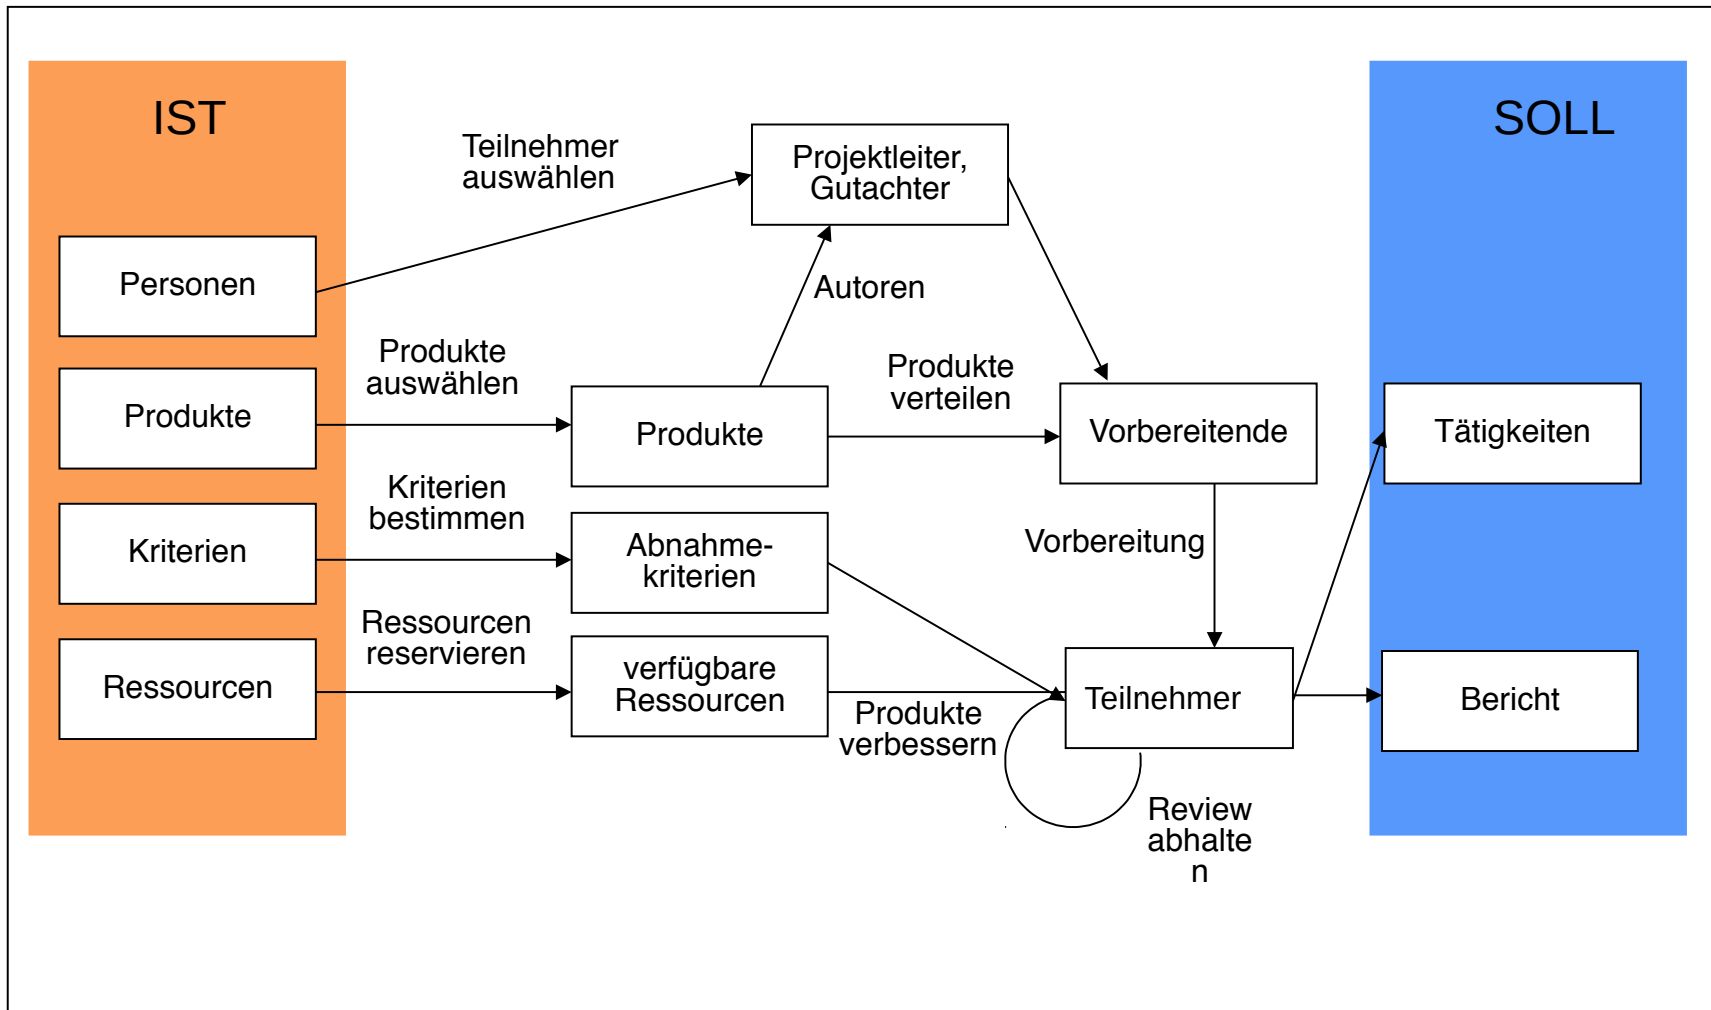 IST
SOLL
Teilnehmer
auswählen
Projektleiter,
Gutachter
Personen
Autoren
Produkte
auswählen
Produkte
verteilen
Produkte
Produkte
Vorbereitende
Tätigkeiten
Kriterien
bestimmen
Kriterien
Abnahme-
kriterien
Vorbereitung
Ressourcen
reservieren
Ressourcen
verfügbare
Ressourcen
Produkte
verbessern
Teilnehmer
Bericht
Review
abhalte
n